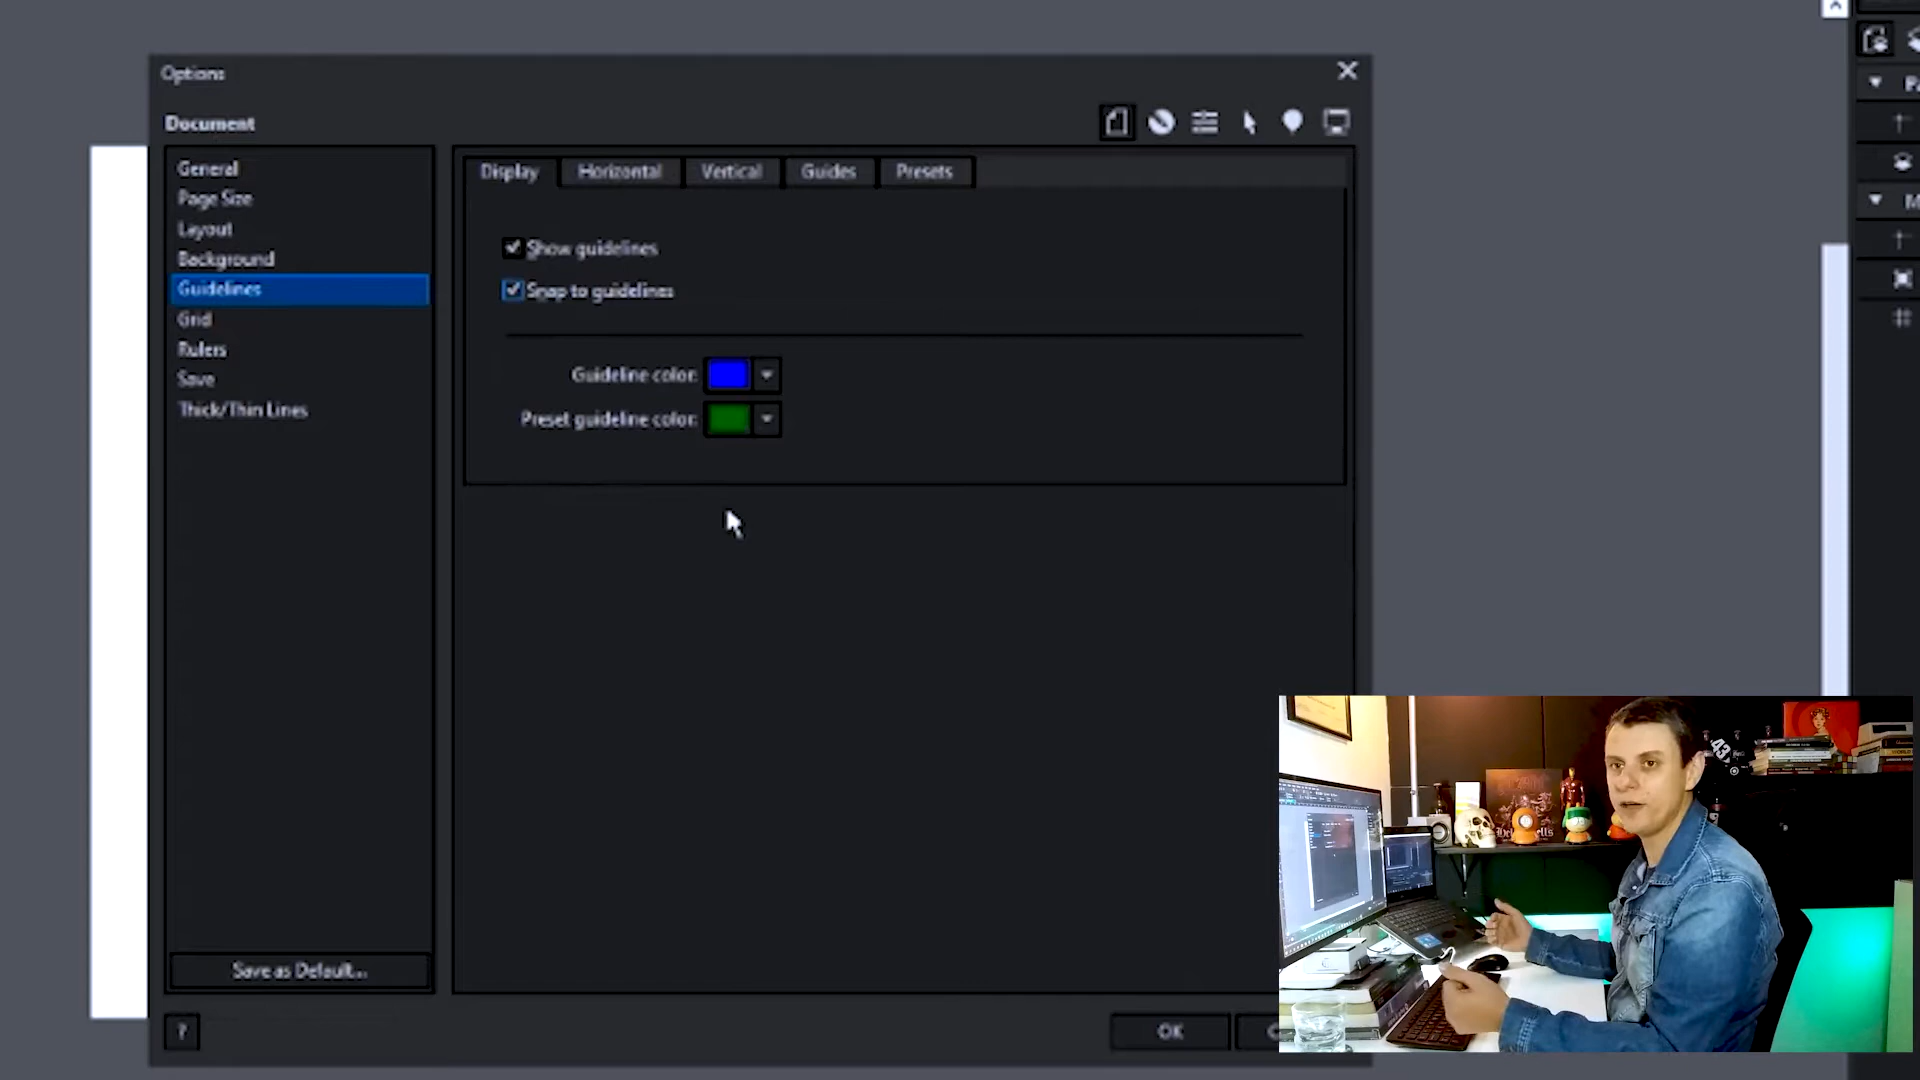 Options
Document
General
Page Size
Layout
Background
Guidelines
Grid
Rulers
Save
Thick/Thin Lines
Save as Default...
?
Display
Horizontal
Vertical
Guides
Presets
Show guidelines
Snap to guidelines
Guideline color:
Preset guideline color:
OK
43